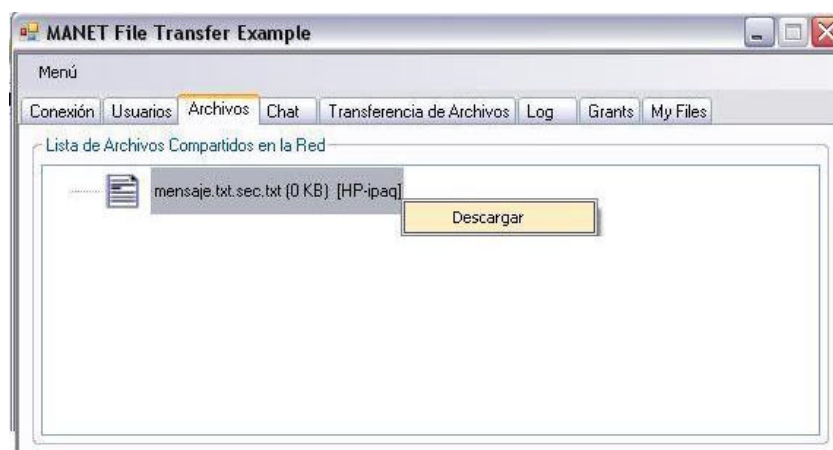 MANET File Transfer Example
Menú
Conexión Usuarios Archivos Chat Transferencia de Archivos Log Grants My Files
Lista de Archivos Compartidos en la Red
mensaje.txt.sec.txt (0 KB) [HP-ipaq]
Descargar